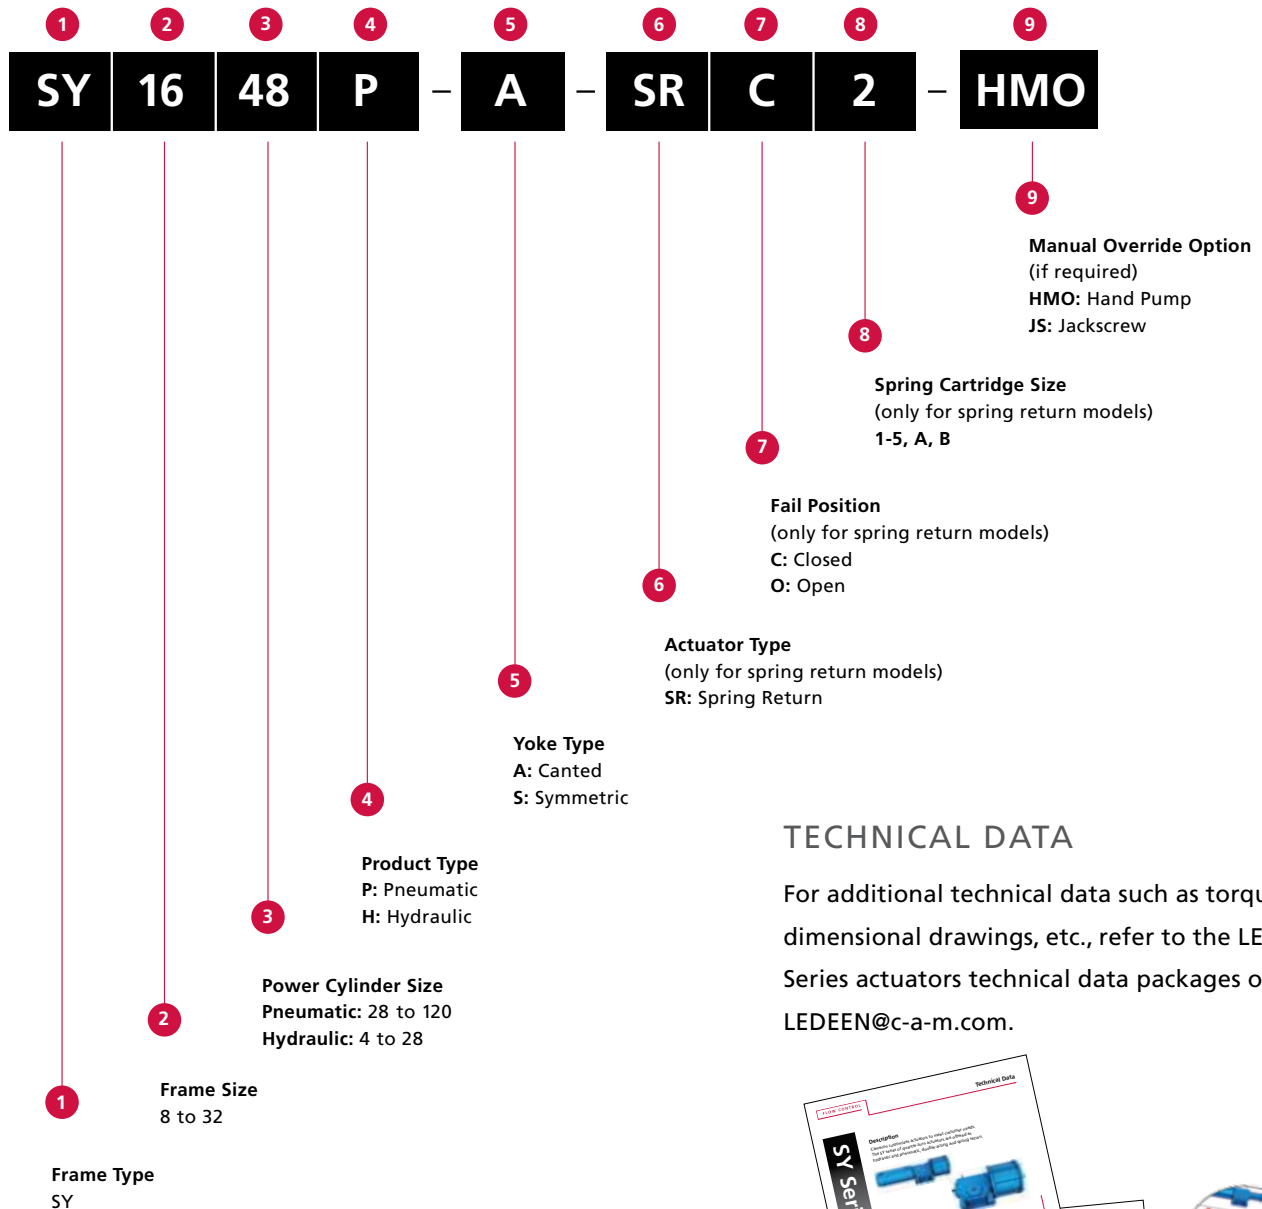 1 2 3 4 5 6 7 8 9
SY 16 48 P – A – SR C 2 – HMO
9
Manual Override Option
(if required)
HMO: Hand Pump
JS: Jackscrew
8
Spring Cartridge Size
(only for spring return models)
1-5, A, B
7
Fail Position
(only for spring return models)
C: Closed
O: Open
6
Actuator Type
(only for spring return models)
SR: Spring Return
5
Yoke Type
A: Canted
S: Symmetric
4
Product Type
P: Pneumatic
H: Hydraulic
3
Power Cylinder Size
Pneumatic: 28 to 120
Hydraulic: 4 to 28
2
Frame Size
8 to 32
1
Frame Type
SY
TECHNICAL DATA
For additional technical data such as torqu
dimensional drawings, etc., refer to the LE
Series actuators technical data packages o
LEDEEN@c-a-m.com.
Technical Data
FLOW CONTROL
Description
SY Seri